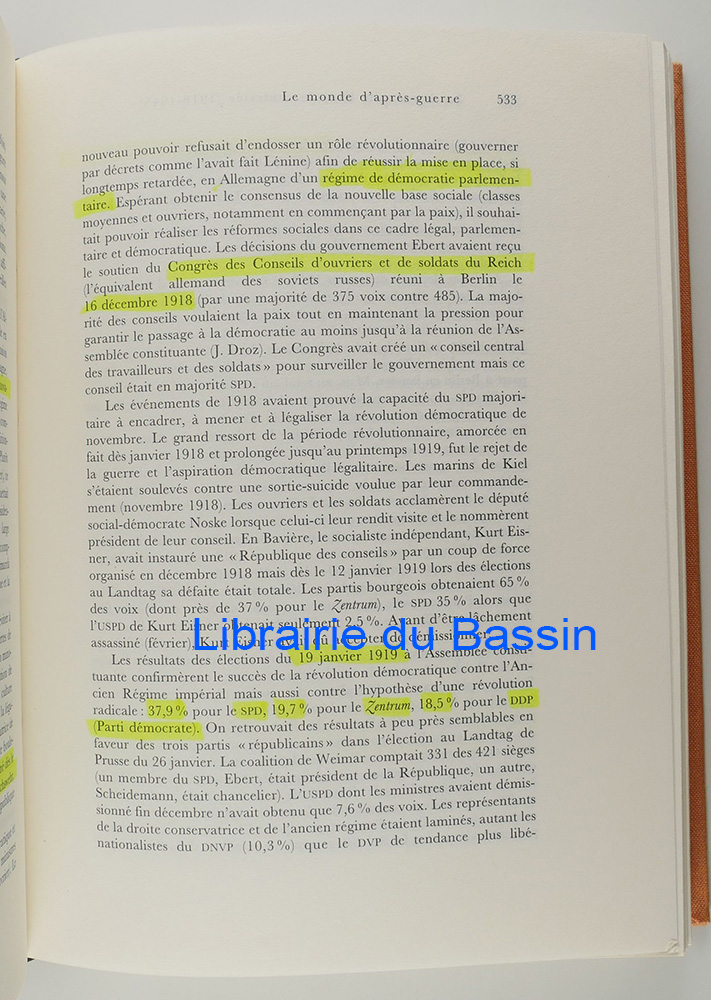 Le monde d'après-guerre 533
nouveau pouvoir refusait d'endosser un rôle révolutionnaire (gouverner
par décrets comme l'avait fait Lénine) afin de réussir la mise en place, si
longtemps retardée, en Allemagne d'un régime de démocratie parlemen-
taire. Espérant obtenir le consensus de la nouvelle base sociale (classes
moyennes et ouvriers, notamment en commençant par la paix), il souhai-
tait pouvoir réaliser les réformes sociales dans ce cadre légal, parlemen-
taire et démocratique. Les décisions du gouvernement Ebert avaient reçu
le soutien du Congrès des Conseils d'ouvriers et de soldats du Reich
(l'équivalent allemand des soviets russes) réuni à Berlin le
16 décembre 1918 (par une majorité de 375 voix contre 485). La majo-
rité des conseils voulaient la paix tout en maintenant la pression pour
garantir le passage à la démocratie au moins jusqu'à la réunion de l'As-
semblée constituante (J. Droz). Le Congrès avait créé un « conseil central
des travailleurs et des soldats » pour surveiller le gouvernement mais ce
conseil était en majorité SPD.
Les événements de 1918 avaient prouvé la capacité du SPD majori-
taire à encadrer, à mener et à légaliser la révolution démocratique de
novembre. Le grand ressort de la période révolutionnaire, amorcée en
fait dès janvier 1918 et prolongée jusqu'au printemps 1919, fut le rejet de
la guerre et l'aspiration démocratique légalitaire. Les marins de Kiel
s'étaient soulevés contre une sortie-suicide voulue par leur commande-
ment (novembre 1918). Les ouvriers et les soldats acclamèrent le député
social-démocrate Noske lorsque celui-ci leur rendit visite et le nommèrent
président de leur conseil. En Bavière, le socialiste indépendant, Kurt Eis-
ner, avait instauré une « République des conseils » par un coup de force
organisé en décembre 1918 mais dès le 12 janvier 1919 lors des élections
au Landtag sa défaite était totale. Les partis bourgeois obtenaient 65 %
des voix (dont près de 37 % pour le Zentrum), le SPD 35 % alors que
l'USPD de Kurt Eisner obtenait seulement 2,5 %. Avant d'être lâchement
assassiné (février), Kurt Eisner avait dû accepter de démissionner.
Librairie du Bassin
Les résultats des élections du 19 janvier 1919 à l'Assemblée consti-
tuante confirmèrent le succès de la révolution démocratique contre l'An-
cien Régime impérial mais aussi contre l'hypothèse d'une révolution
radicale : 37,9 % pour le SPD, 19,7 % pour le Zentrum, 18,5 % pour le DDP
(Parti démocrate). On retrouvait des résultats à peu près semblables en
faveur des trois partis « républicains » dans l'élection au Landtag de
Prusse du 26 janvier. La coalition de Weimar comptait 331 des 421 sièges
(un membre du SPD, Ebert, était président de la République, un autre,
Scheidemann, était chancelier). L'USPD dont les ministres avaient démis-
sionné fin décembre n'avait obtenu que 7,6 % des voix. Les représentants
de la droite conservatrice et de l'ancien régime étaient laminés, autant les
nationalistes du DNVP (10,3 %) que le DVP de tendance plus libé-